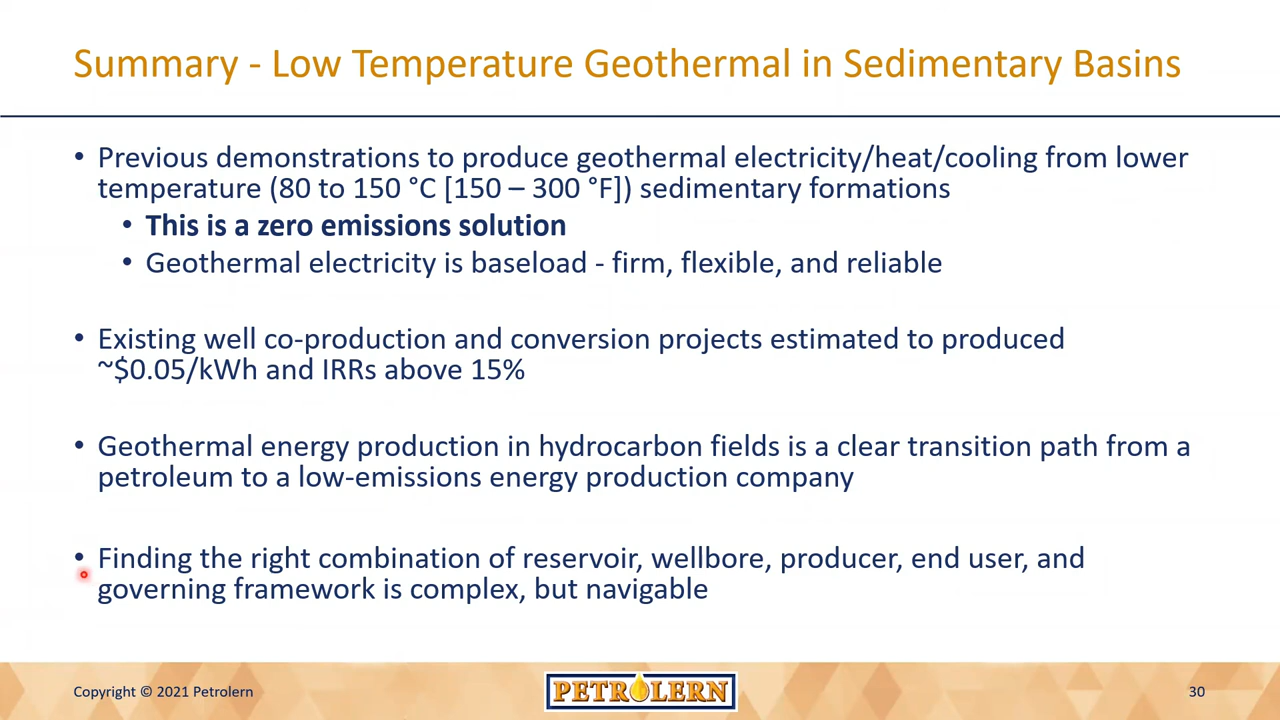 Summary - Low Temperature Geothermal in Sedimentary Basins
• Previous demonstrations to produce geothermal electricity/heat/cooling from lower
temperature (80 to 150 °C [150 – 300 °F]) sedimentary formations
• This is a zero emissions solution
• Geothermal electricity is baseload - firm, flexible, and reliable
• Existing well co-production and conversion projects estimated to produced
~$0.05/kWh and IRRs above 15%
• Geothermal energy production in hydrocarbon fields is a clear transition path from a
petroleum to a low-emissions energy production company
• Finding the right combination of reservoir, wellbore, producer, end user, and
governing framework is complex, but navigable
Copyright © 2021 Petrolern
PETROLERN
30